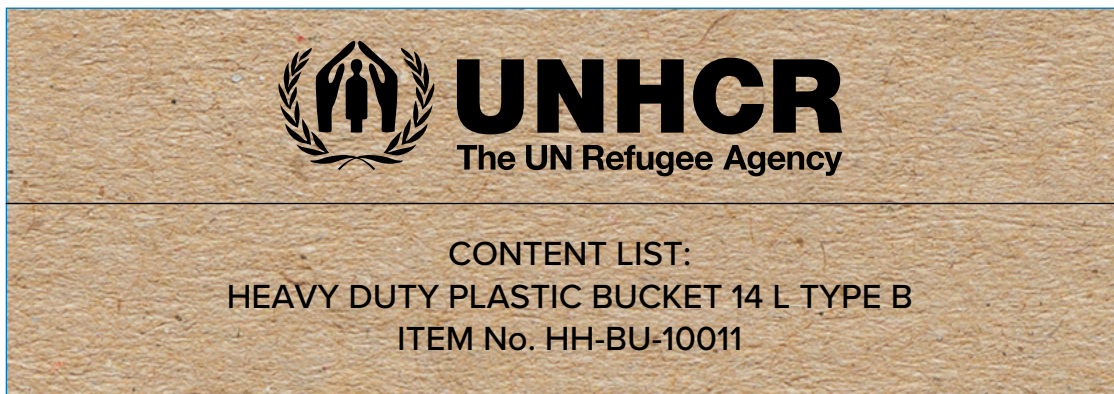 UNHCR
The UN Refugee Agency
CONTENT LIST:
HEAVY DUTY PLASTIC BUCKET 14 L TYPE B
ITEM No. HH-BU-10011